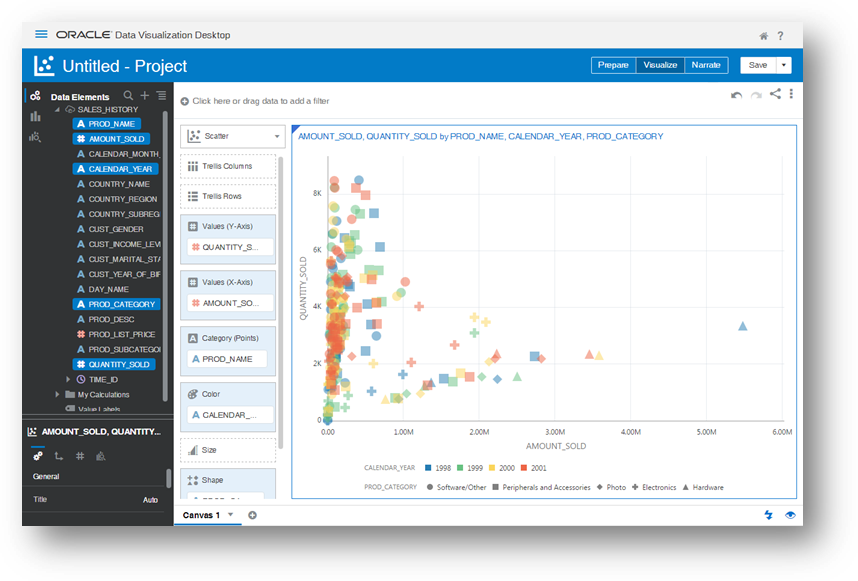 ORACLE Data Visualization Desktop
?
Untitled - Project
Prepare Visualize Narrate Save
Data Elements
SALES_HISTORY
A PROD_NAME
# AMOUNT_SOLD
A CALENDAR_MONTH_
A CALENDAR_YEAR
A COUNTRY_NAME
A COUNTRY_REGION
A COUNTRY_SUBREG
A CUST_GENDER
A CUST_INCOME_LEV
A CUST_MARITAL_STA
A CUST_YEAR_OF_BIR
A DAY_NAME
A PROD_CATEGORY
A PROD_DESC
# PROD_LIST_PRICE
A PROD_SUBCATEGO
# QUANTITY_SOLD
TIME_ID
My Calculations
Value Labels
AMOUNT_SOLD, QUANTITY...
General
Title Auto
Click here or drag data to add a filter
Scatter
Trellis Columns
Trellis Rows
Values (Y-Axis)
# QUANTITY_S...
Values (X-Axis)
# AMOUNT_SO...
Category (Points)
A PROD_NAME
Color
A CALENDAR_...
Size
Shape
AMOUNT_SOLD, QUANTITY_SOLD by PROD_NAME, CALENDAR_YEAR, PROD_CATEGORY
QUANTITY_SOLD
8K
6K
4K
2K
0
0.00 1.00M 2.00M 3.00M 4.00M 5.00M 6.00M
AMOUNT_SOLD
CALENDAR_YEAR 1998 1999 2000 2001
PROD_CATEGORY Software/Other Peripherals and Accessories Photo Electronics Hardware
Canvas 1